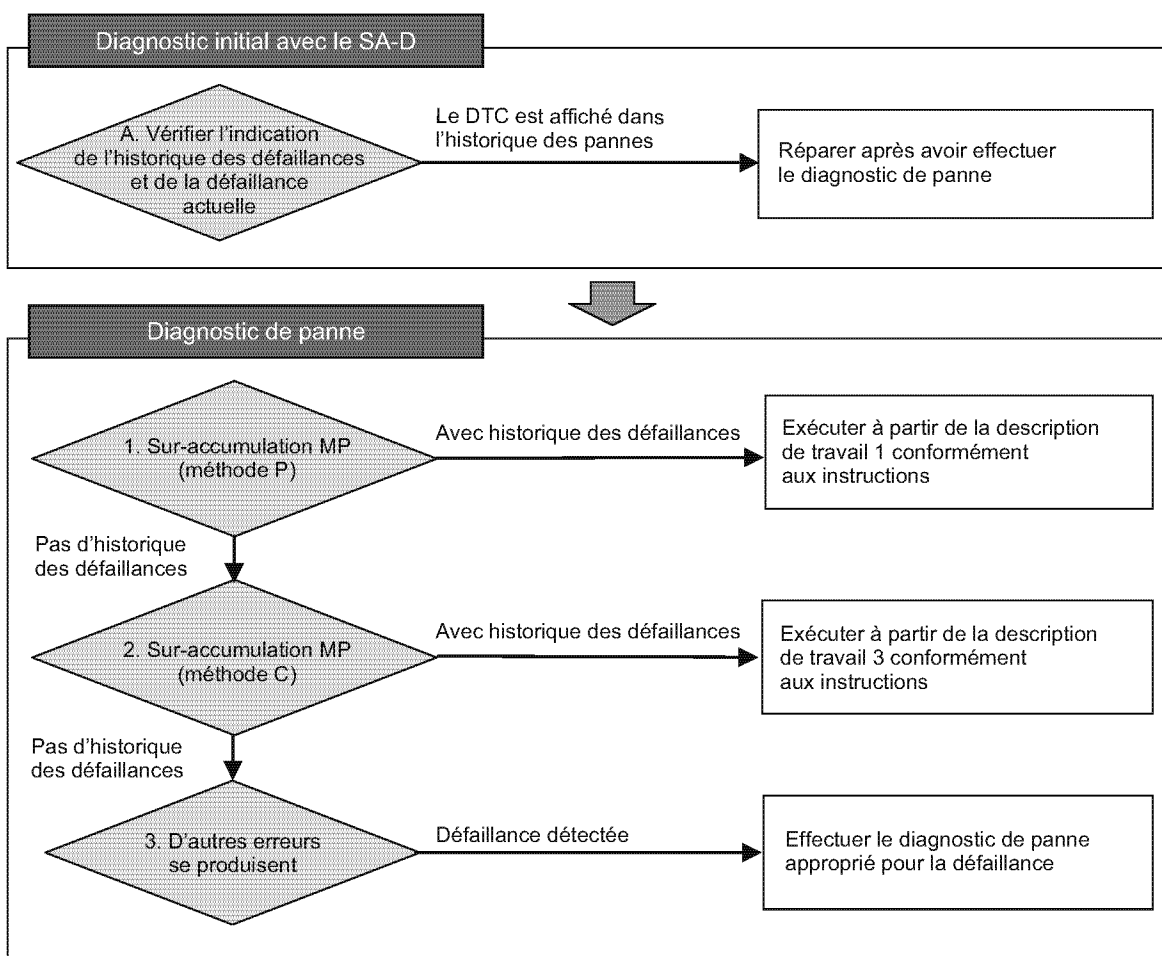 Diagnostic initial avec le SA-D
A. Vérifier l'indication
de l'historique des défaillances
et de la défaillance
actuelle
Le DTC est affiché dans
l'historique des pannes
Réparer après avoir effectuer
le diagnostic de panne
Diagnostic de panne
1. Sur-accumulation MP
(méthode P)
Avec historique des défaillances
Exécuter à partir de la description
de travail 1 conformément
aux instructions
Pas d'historique
des défaillances
2. Sur-accumulation MP
(méthode C)
Avec historique des défaillances
Exécuter à partir de la description
de travail 3 conformément
aux instructions
Pas d'historique
des défaillances
3. D'autres erreurs
se produisent
Défaillance détectée
Effectuer le diagnostic de panne
approprié pour la défaillance